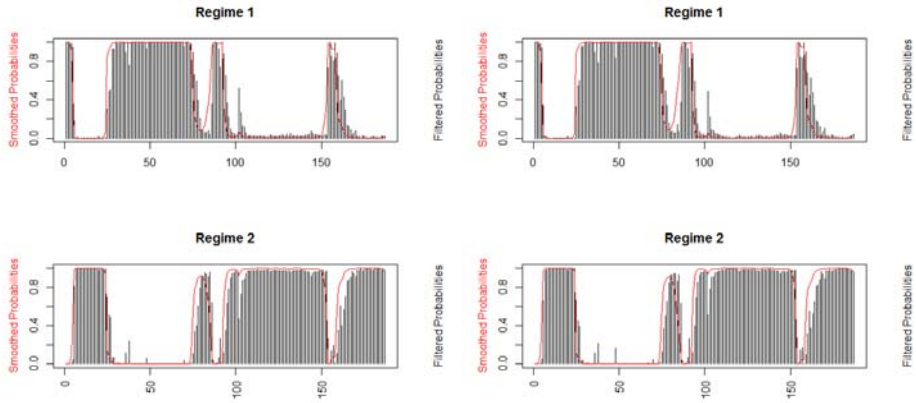 Regime 1
Smoothed Probabilities
0.0 0.4 0.8
0 50 100 150
Filtered Probabilities
Regime 1
Smoothed Probabilities
0.0 0.4 0.8
0 50 100 150
Filtered Probabilities
Regime 2
Smoothed Probabilities
0.0 0.4 0.8
0 50 100 150
Filtered Probabilities
Regime 2
Smoothed Probabilities
0.0 0.4 0.8
0 50 100 150
Filtered Probabilities